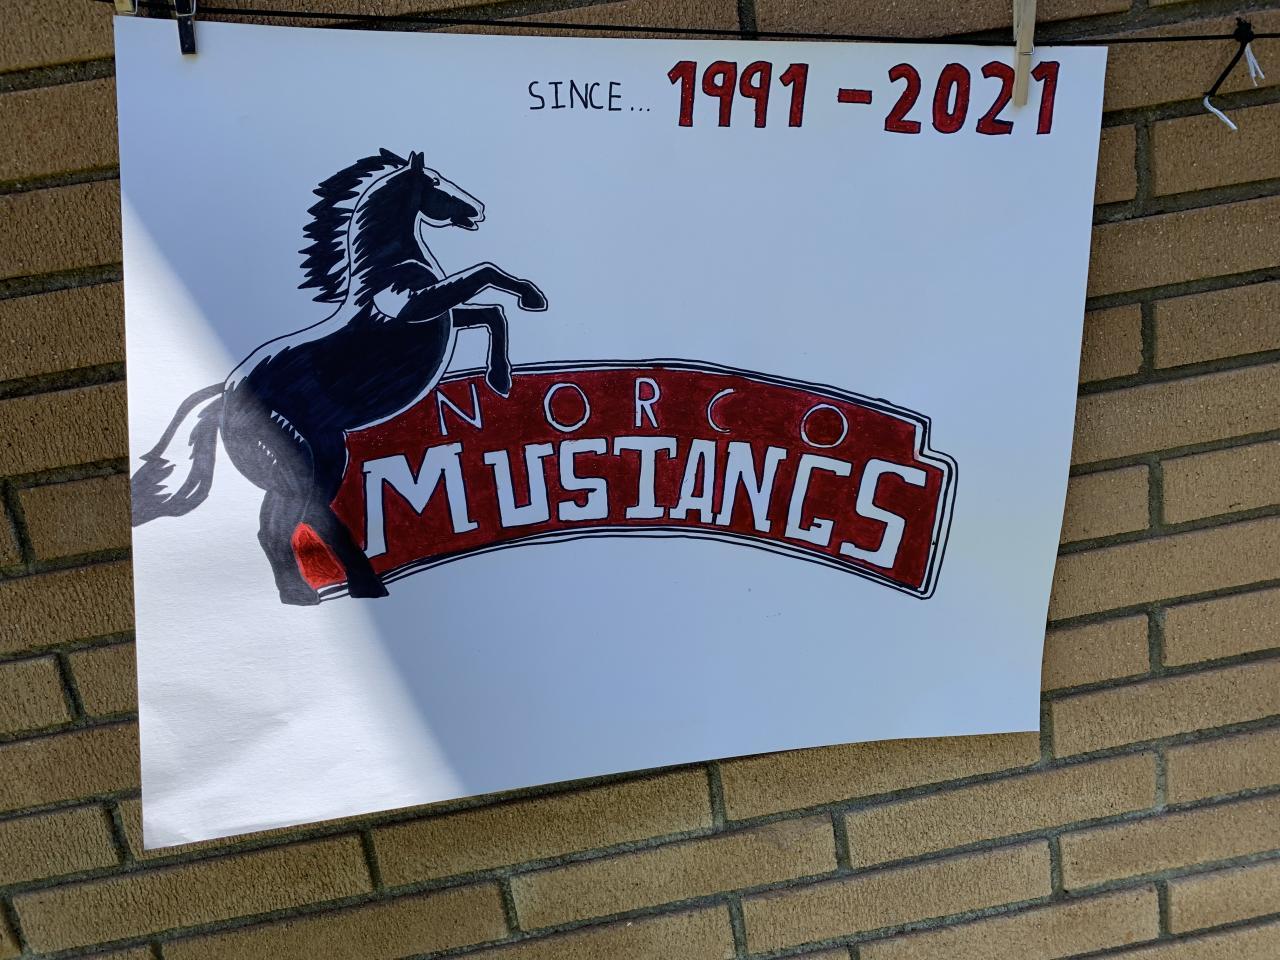 SINCE... 1991 - 2021
NORCO
MUSTANGS